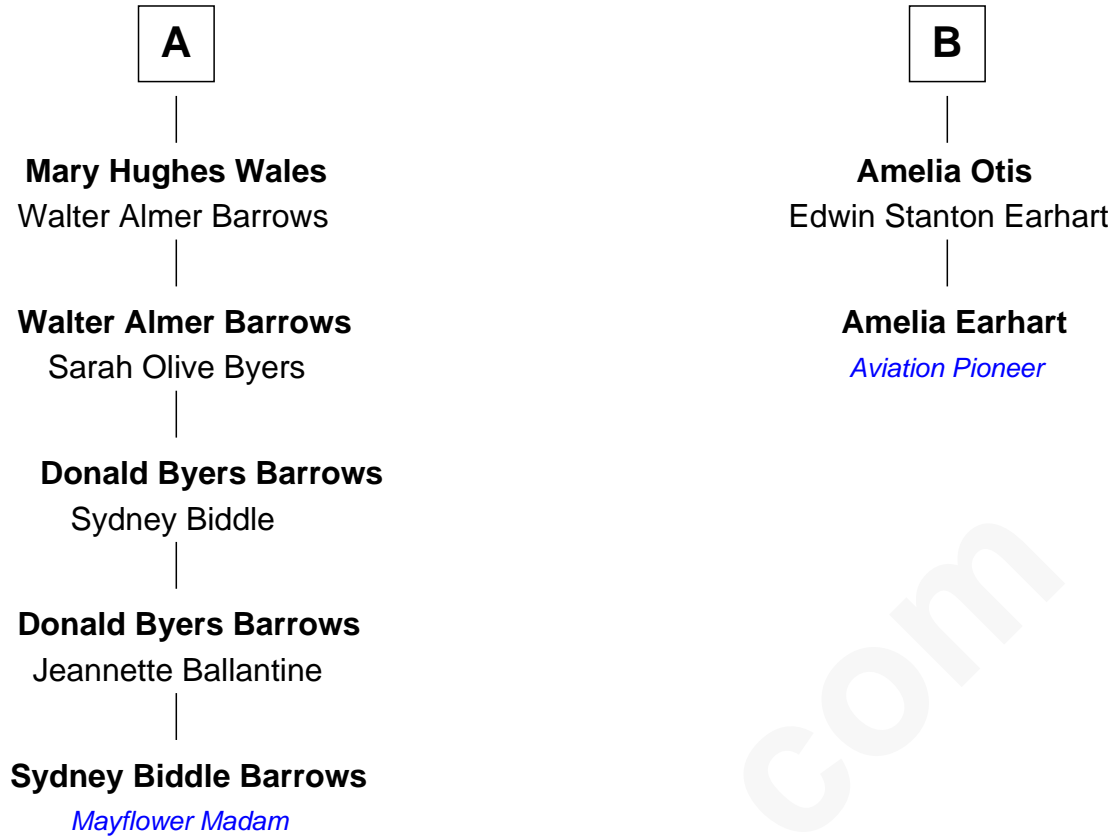 A
Mary Hughes Wales
Walter Almer Barrows
Walter Almer Barrows
Sarah Olive Byers
Donald Byers Barrows
Sydney Biddle
Donald Byers Barrows
Jeannette Ballantine
Sydney Biddle Barrows
Mayflower Madam
B
Amelia Otis
Edwin Stanton Earhart
Amelia Earhart
Aviation Pioneer
com